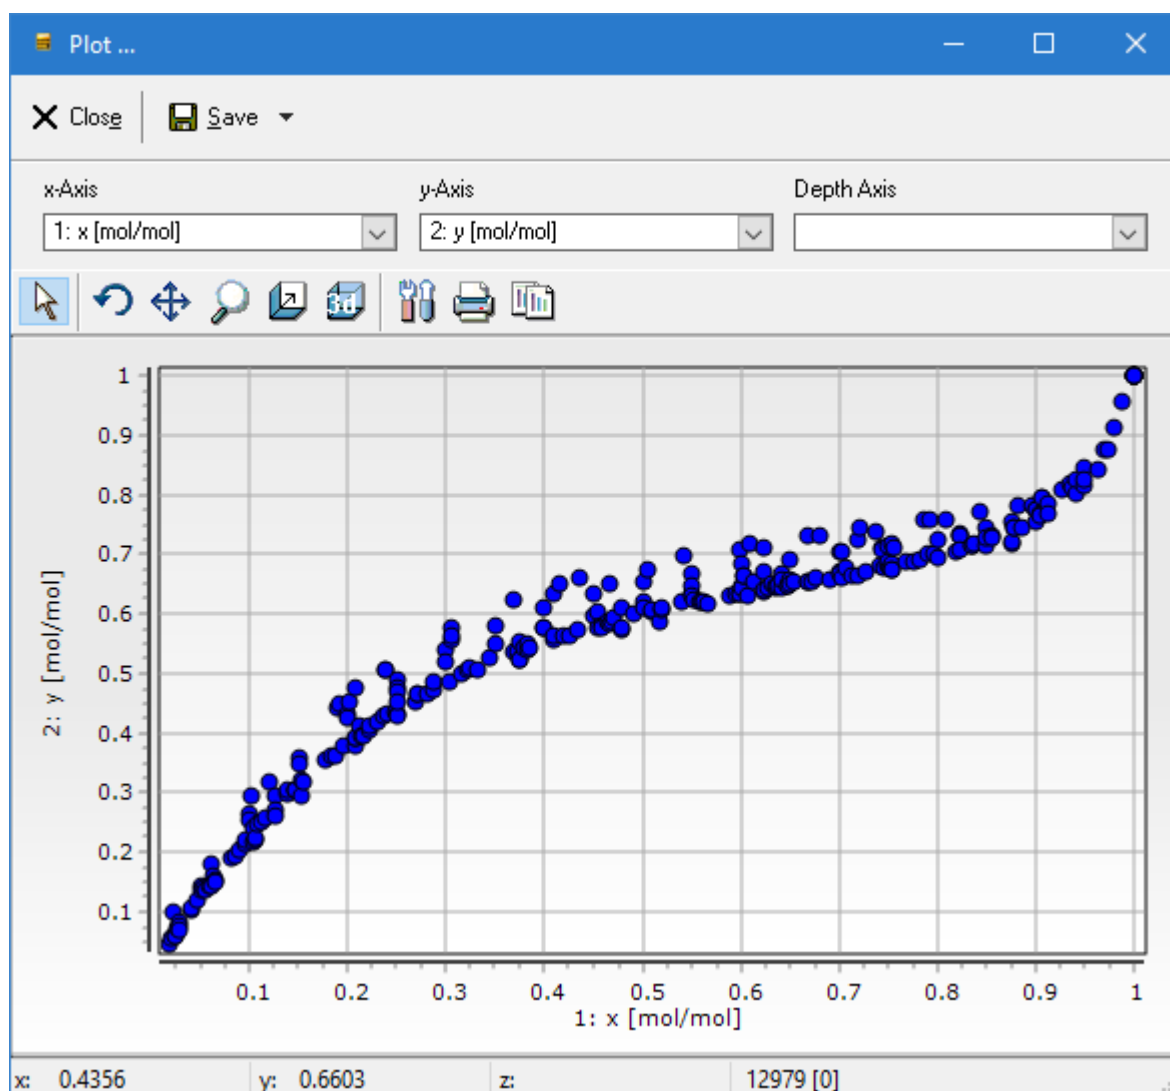 Plot ...
Close Save
x-Axis y-Axis Depth Axis
1: x [mol/mol] 2: y [mol/mol]
3d
1
0.9
0.8
0.7
0.6
0.5
0.4
0.3
0.2
0.1
2: y [mol/mol]
0.1 0.2 0.3 0.4 0.5 0.6 0.7 0.8 0.9 1
1: x [mol/mol]
x: 0.4356 y: 0.6603 z: 12979 [0]